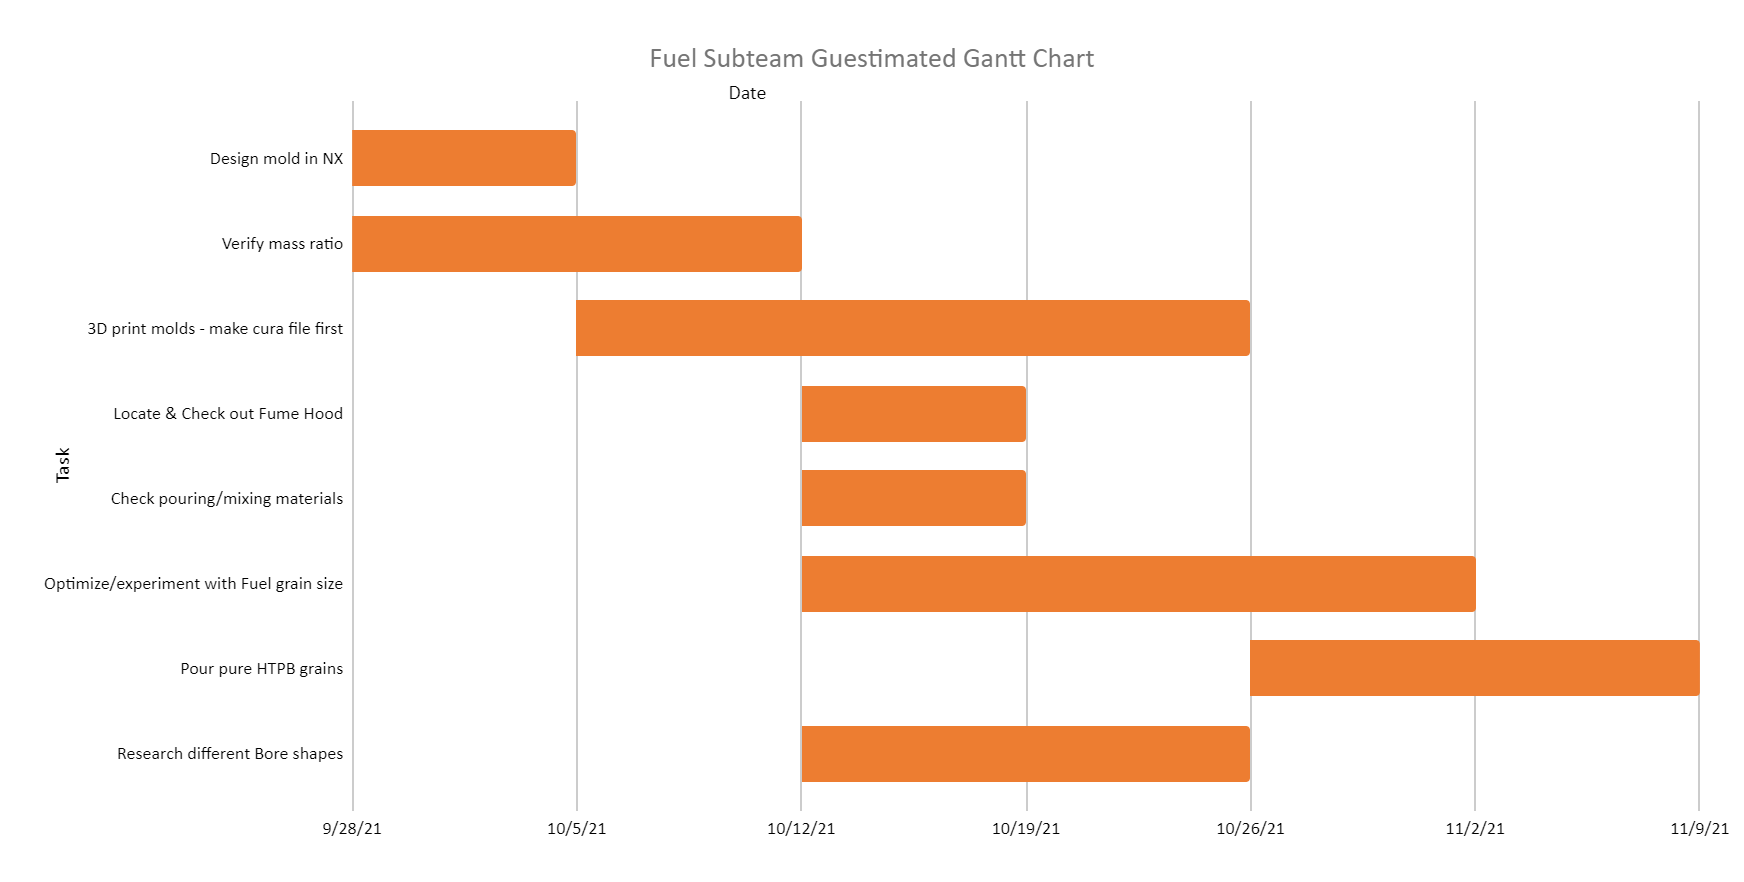 Fuel Subteam Guestimated Gantt Chart
Date
Task
Design mold in NX
Verify mass ratio
3D print molds - make cura file first
Locate & Check out Fume Hood
Check pouring/mixing materials
Optimize/experiment with Fuel grain size
Pour pure HTPB grains
Research different Bore shapes
9/28/21 10/5/21 10/12/21 10/19/21 10/26/21 11/2/21 11/9/21